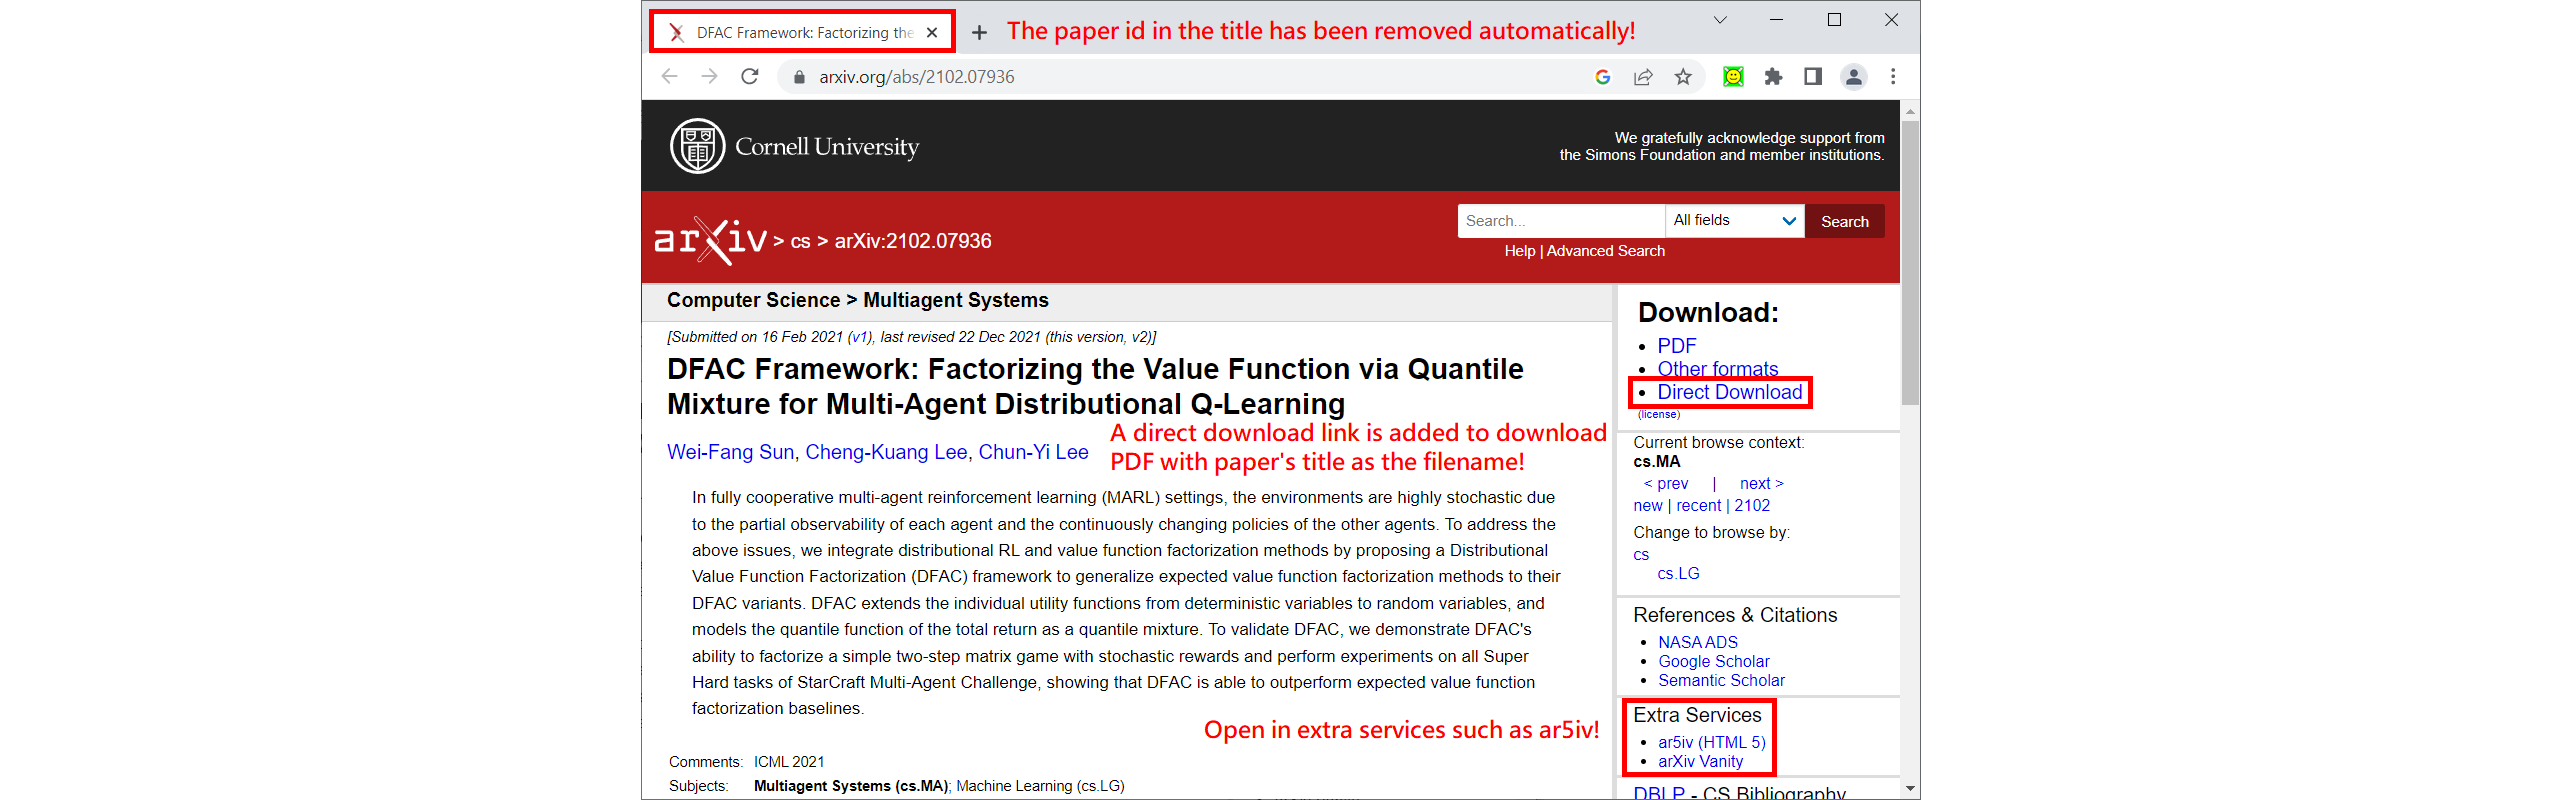 DFAC Framework: Factorizing the
The paper id in the title has been removed automatically!
arxiv.org/abs/2102.07936
Cornell University
We gratefully acknowledge support from
the Simons Foundation and member institutions.
arXiv > cs > arXiv:2102.07936
Search...
All fields
Search
Help | Advanced Search
Computer Science > Multiagent Systems
[Submitted on 16 Feb 2021 (v1), last revised 22 Dec 2021 (this version, v2)]
DFAC Framework: Factorizing the Value Function via Quantile
Mixture for Multi-Agent Distributional Q-Learning
Wei-Fang Sun, Cheng-Kuang Lee, Chun-Yi Lee
A direct download link is added to download
PDF with paper's title as the filename!
In fully cooperative multi-agent reinforcement learning (MARL) settings, the environments are highly stochastic due
to the partial observability of each agent and the continuously changing policies of the other agents. To address the
above issues, we integrate distributional RL and value function factorization methods by proposing a Distributional
Value Function Factorization (DFAC) framework to generalize expected value function factorization methods to their
DFAC variants. DFAC extends the individual utility functions from deterministic variables to random variables, and
models the quantile function of the total return as a quantile mixture. To validate DFAC, we demonstrate DFAC's
ability to factorize a simple two-step matrix game with stochastic rewards and perform experiments on all Super
Hard tasks of StarCraft Multi-Agent Challenge, showing that DFAC is able to outperform expected value function
factorization baselines.
Open in extra services such as ar5iv!
Comments: ICML 2021
Subjects: Multiagent Systems (cs.MA); Machine Learning (cs.LG)
Download:
PDF
Other formats
Direct Download
(license)
Current browse context:
cs.MA
< prev | next >
new | recent | 2102
Change to browse by:
cs
cs.LG
References & Citations
NASA ADS
Google Scholar
Semantic Scholar
Extra Services
ar5iv (HTML 5)
arXiv Vanity
DBLP - CS Bibliography